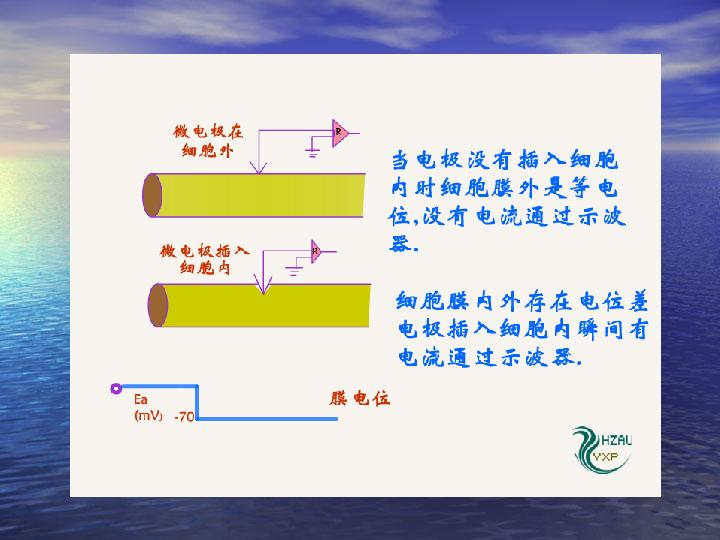 微电极在
细胞外
R
当电极没有插入细胞
内时细胞膜外是等电
位,没有电流通过示波
器.
微电极插入
细胞内
R
细胞膜内外存在电位差
电极插入细胞内瞬间有
电流通过示波器.
Ea
(mV)
-70
膜电位
HZAU
YXP